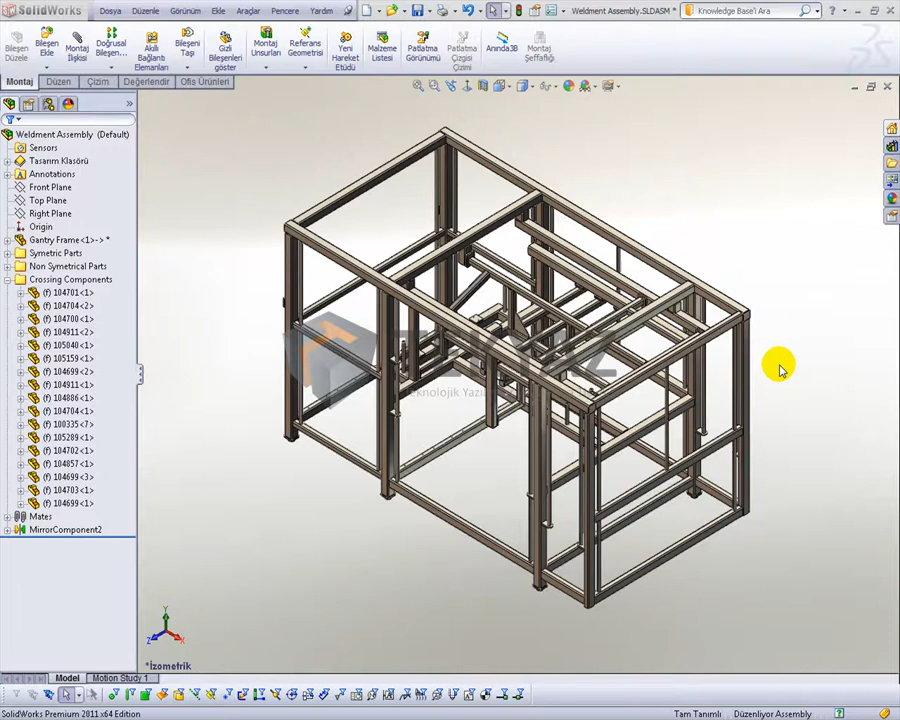 SolidWorks
Dosya Düzenle Görünüm Ekle Araçlar Pencere Yardım
Weldment Assembly.SLDASM *
Knowledge Base'i Ara
Bileşen Düzele
Bileşen Ekle
Montaj İlişkisi
Doğrusal Bileşen...
Akıllı Bağlantı Elemanları
Bileşeni Taşı
Gizli Bileşenleri göster
Montaj Unsurları
Referans Geometrisi
Yeni Hareket Etüdü
Malzeme Listesi
Patlatma Görünümü
Patlatma Çizgisi Çizimi
Anında3B
Montaj Şeffaflığı
Montaj Düzen Çizim Değerlendir Ofis Ürünleri
Weldment Assembly (Default)
Sensors
Tasarım Klasörü
Annotations
Front Plane
Top Plane
Right Plane
Origin
Gantry Frame<1>-> *
Symetric Parts
Non Symetrical Parts
Crossing Components
(f) 104701<1>
(f) 104704<2>
(f) 104700<1>
(f) 104911<2>
(f) 105040<1>
(f) 105159<1>
(f) 104699<2>
(f) 104911<1>
(f) 104886<1>
(f) 104704<1>
(f) 100335<7>
(f) 105289<1>
(f) 104702<1>
(f) 104857<1>
(f) 104699<3>
(f) 104703<1>
(f) 104699<1>
Mates
MirrorComponent2
Y
Z
X
*İzometrik
Model Motion Study 1
SolidWorks Premium 2011 x64 Edition
Tam Tanımlı
Düzenliyor Assembly